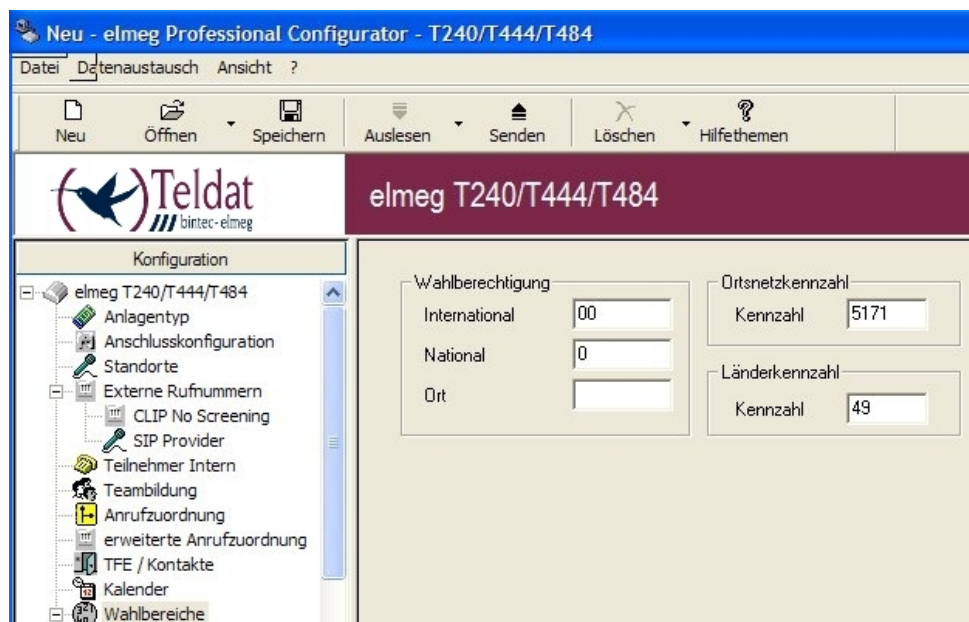 Neu - elmeg Professional Configurator - T240/T444/T484
Datei Datenaustausch Ansicht ?
Neu Öffnen Speichern Auslesen Senden Löschen Hilfethemen
Teldat
bintec-elmeg
elmeg T240/T444/T484
Konfiguration
elmeg T240/T444/T484
Anlagentyp
Anschlusskonfiguration
Standorte
Externe Rufnummern
CLIP No Screening
SIP Provider
Teilnehmer Intern
Teambildung
Anrufzuordnung
erweiterte Anrufzuordnung
TFE / Kontakte
Kalender
Wahlbereiche
Wahlberechtigung
International 00
National 0
Ort
Ortsnetzkennzahl
Kennzahl 5171
Länderkennzahl
Kennzahl 49